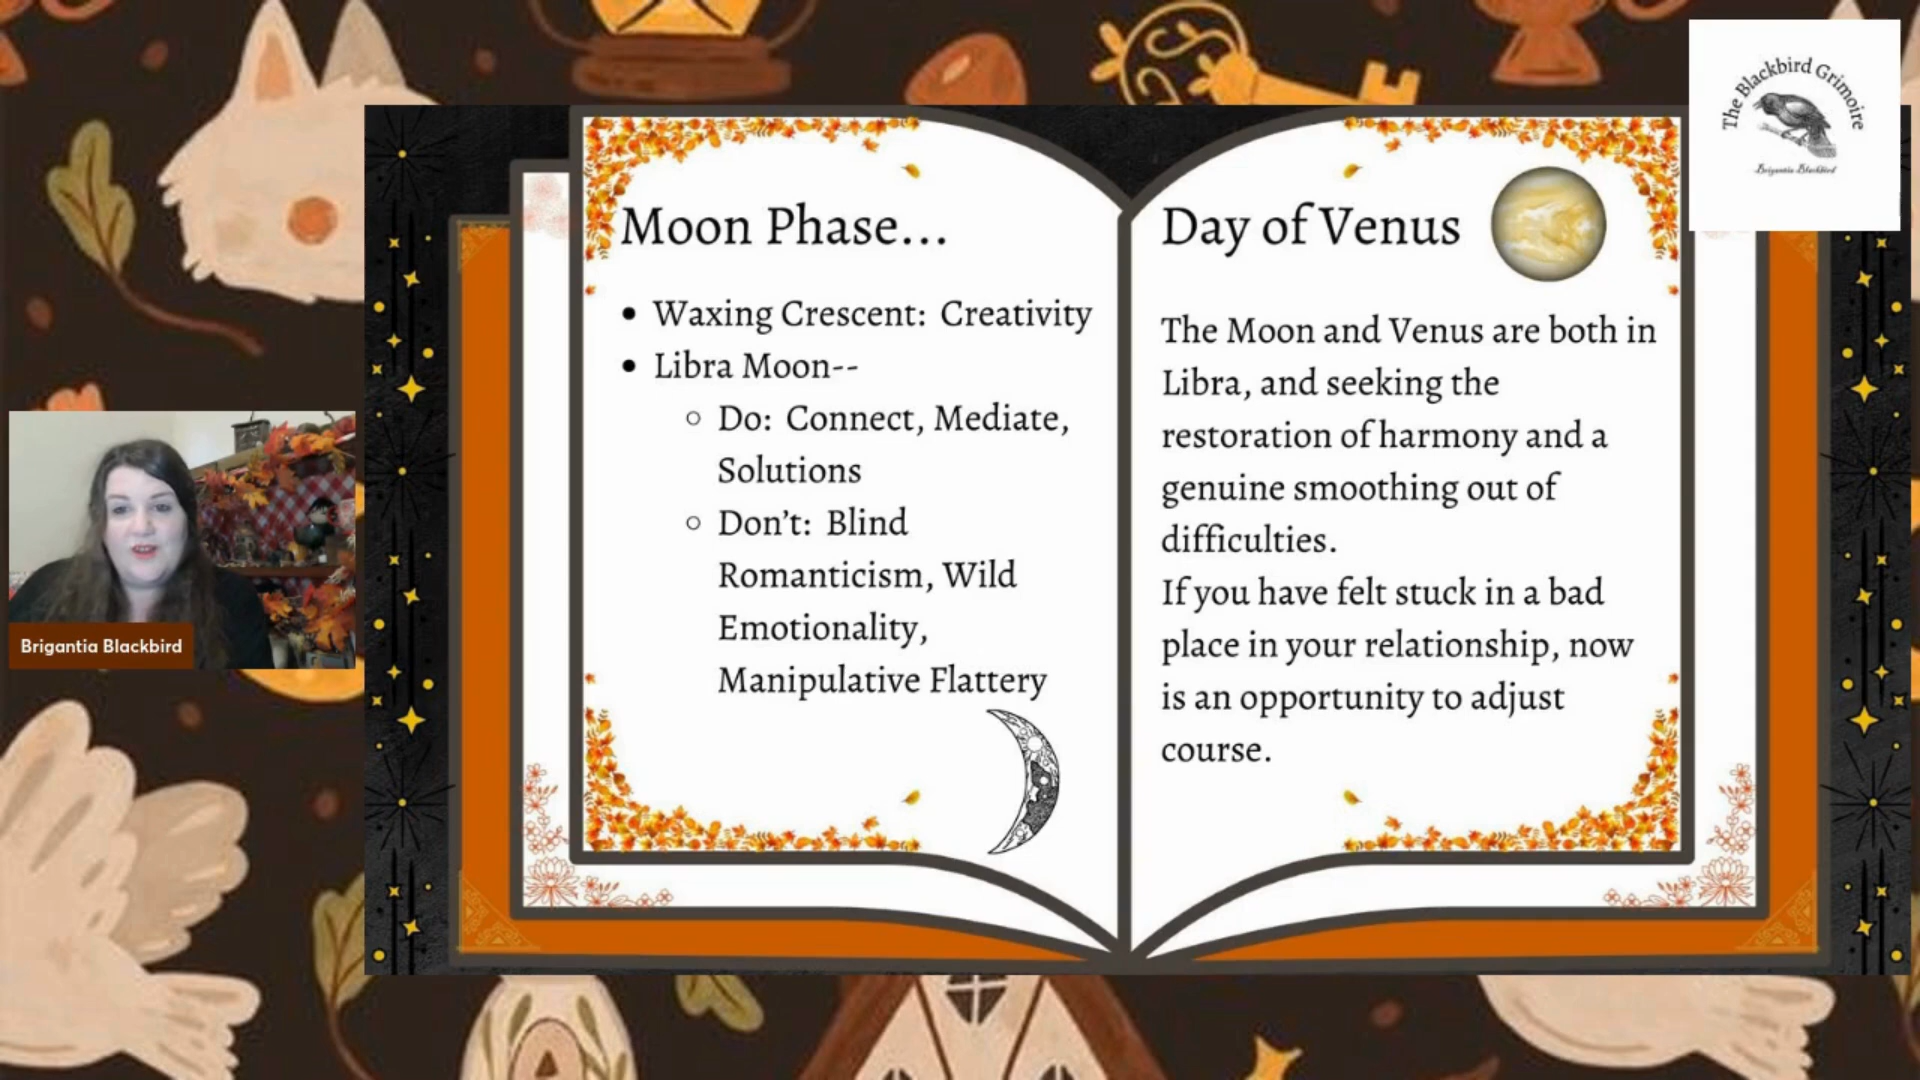 The Blackbird Grimoire
Brigantia Blackbird
Moon Phase...
• Waxing Crescent: Creativity
• Libra Moon--
○ Do: Connect, Mediate,
Solutions
○ Don't: Blind
Romanticism, Wild
Emotionality,
Manipulative Flattery
Day of Venus
The Moon and Venus are both in
Libra, and seeking the
restoration of harmony and a
genuine smoothing out of
difficulties.
If you have felt stuck in a bad
place in your relationship, now
is an opportunity to adjust
course.
Brigantia Blackbird